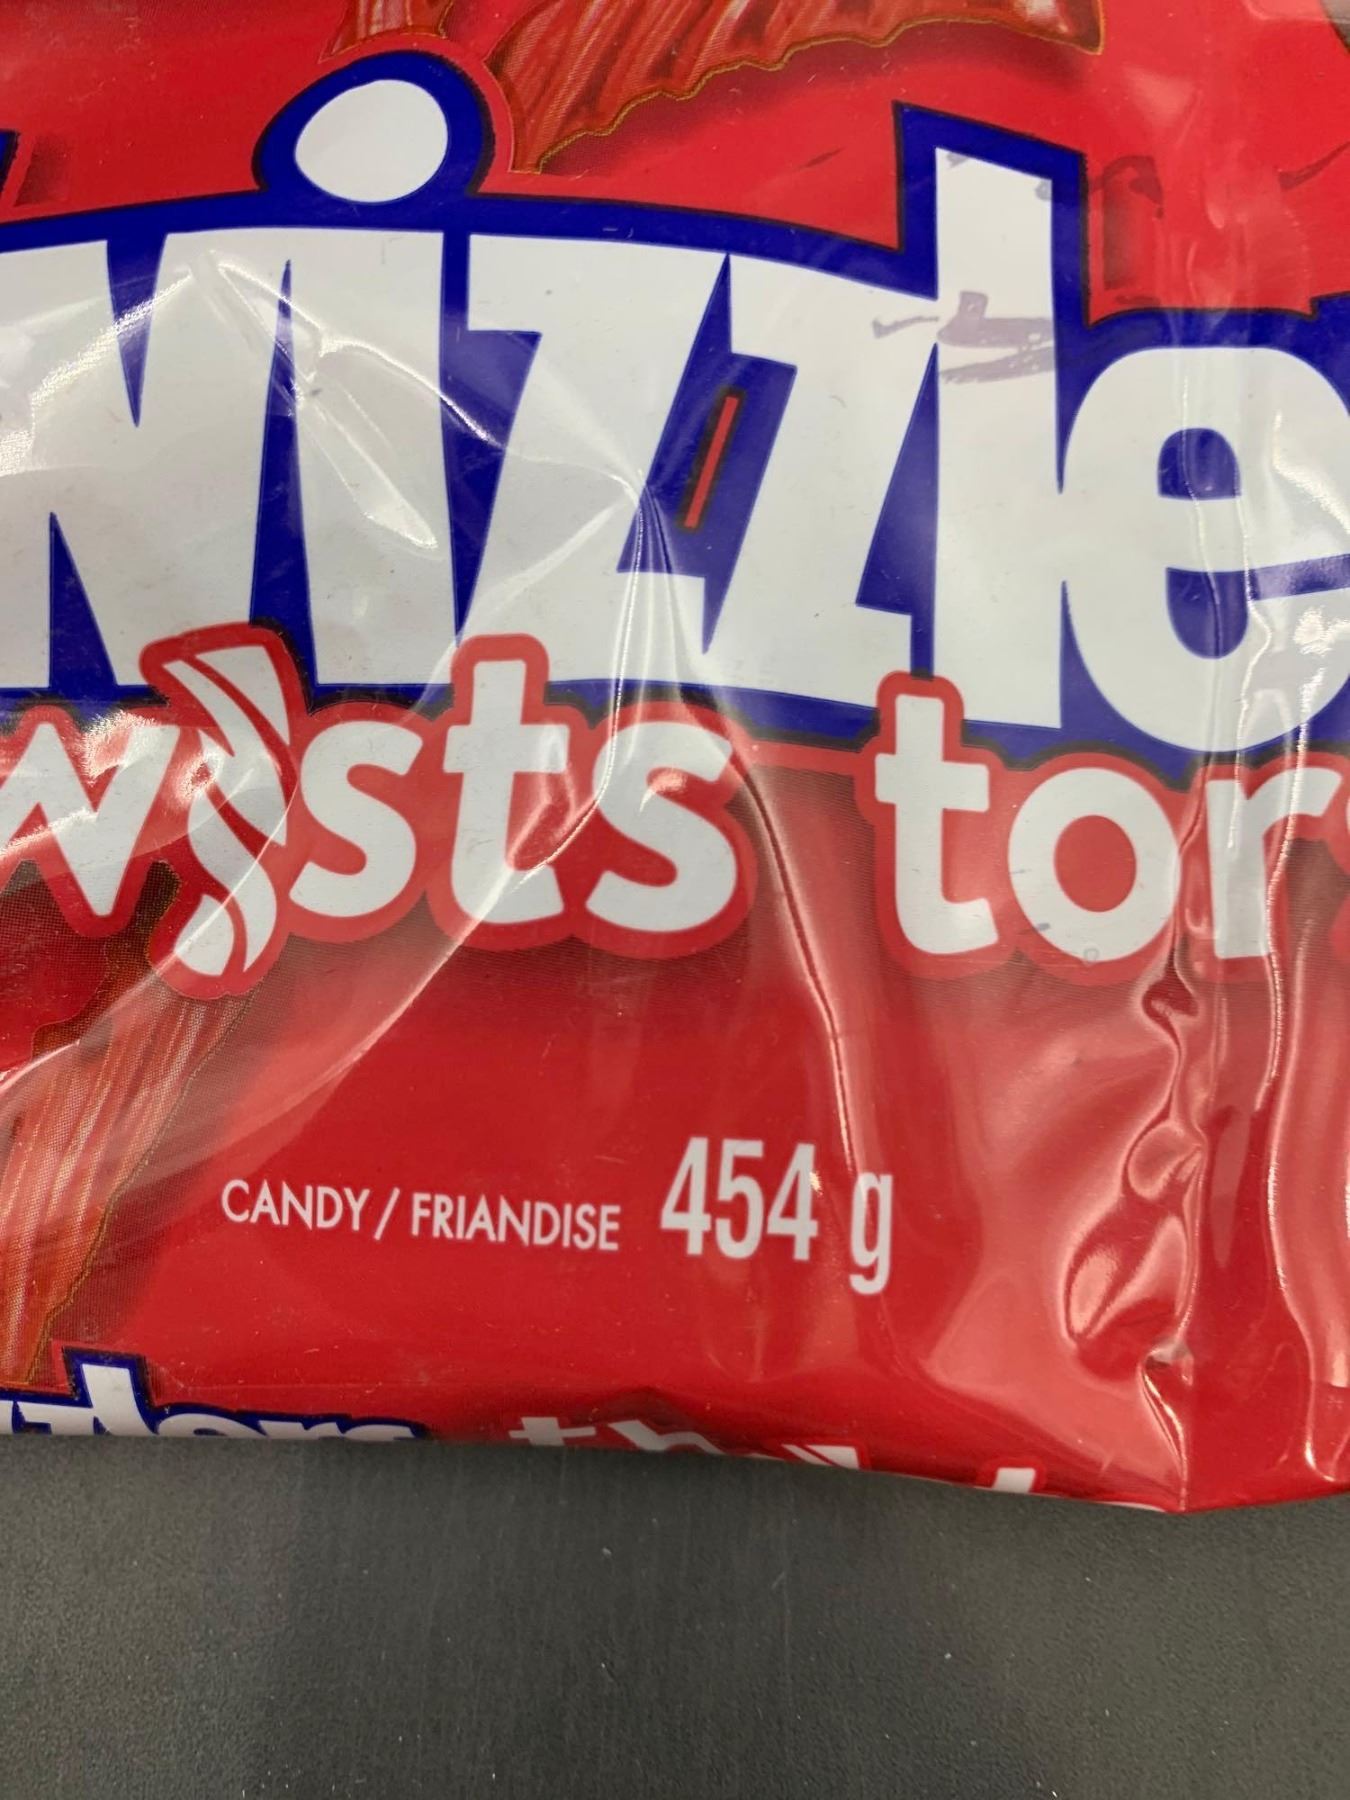 wizzle
wists tor
CANDY / FRIANDISE 454 g